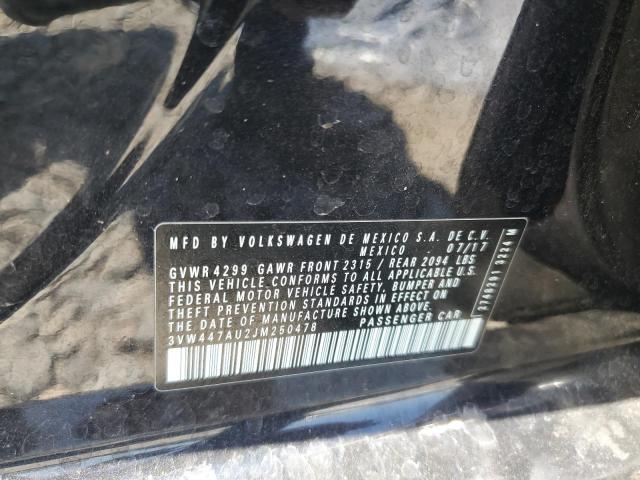 MFD BY VOLKSWAGEN DE MEXICO S.A. DE C.V.
MEXICO 07/17
GVWR 4299 GAWR FRONT 2315 / REAR 2094 LBS
THIS VEHICLE CONFORMS TO ALL APPLICABLE U.S.
FEDERAL MOTOR VEHICLE SAFETY, BUMPER AND
THEFT PREVENTION STANDARDS IN EFFECT ON
THE DATE OF MANUFACTURE SHOWN ABOVE.
3VW447AU2JM250478 PASSENGER CAR